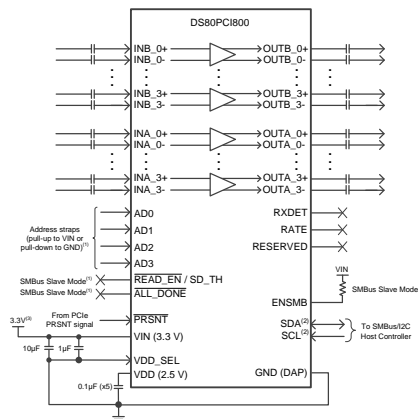 DS80PCI800
INB_0+ OUTB_0+
INB_0- OUTB_0-
INB_3+ OUTB_3+
INB_3- OUTB_3-
INA_0+ OUTA_0+
INA_0- OUTA_0-
INA_3+ OUTA_3+
INA_3- OUTA_3-
Address straps
(pull-up to VIN or
pull-down to GND)(1)
AD0
AD1
AD2
AD3
RXDET
RATE
RESERVED
SMBus Slave Mode(1) READ_EN / SD_TH
SMBus Slave Mode(1) ALL_DONE
VIN
SMBus Slave Mode
ENSMB
From PCIe
PRSNT signal
PRSNT
SDA(2)
SCL(2)
To SMBus/I2C
Host Controller
3.3V(3)
VIN (3.3 V)
10µF 1µF
VDD_SEL
VDD (2.5 V)
GND (DAP)
0.1µF (x5)